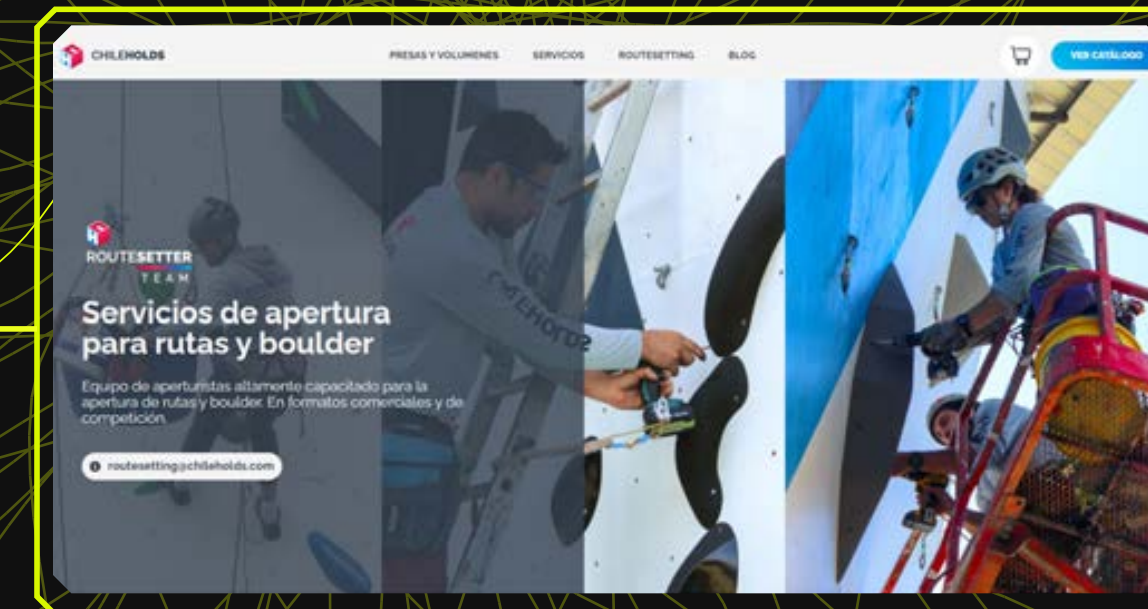 CHILEHOLDS
PRESAS Y VOLUMENES SERVICIOS ROUTESETTING BLOG
VER CATÁLOGO
ROUTESETTER
TEAM
CHILEHOLDS
Servicios de apertura
para rutas y boulder
Equipo de aperturistas altamente capacitado para la
apertura de rutas y boulder. En formatos comerciales y de
competición.
routesetting@chileholds.com